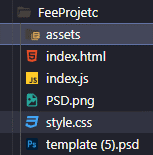 FeeProjetc
assets
index.html
index.js
PSD.png
style.css
template (5).psd